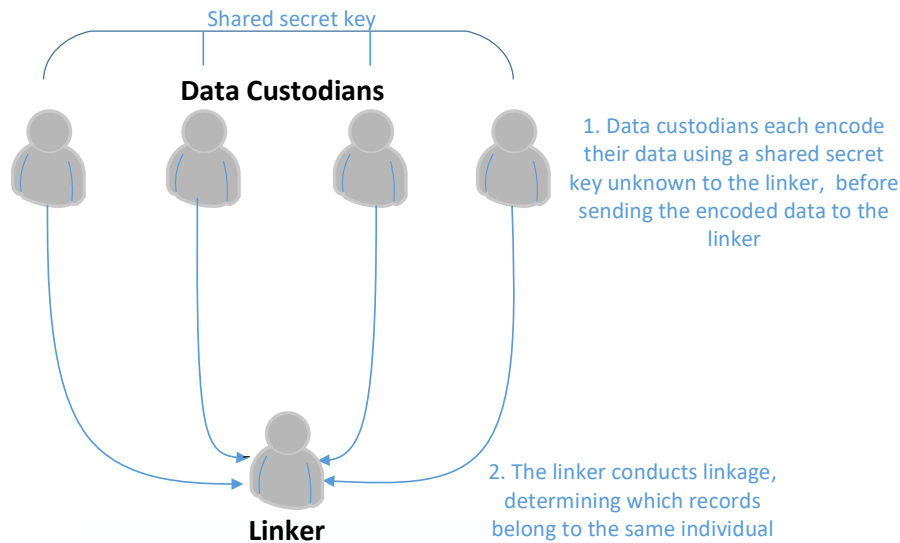 Shared secret key
Data Custodians
1. Data custodians each encode
their data using a shared secret
key unknown to the linker, before
sending the encoded data to the
linker
2. The linker conducts linkage,
determining which records
belong to the same individual
Linker